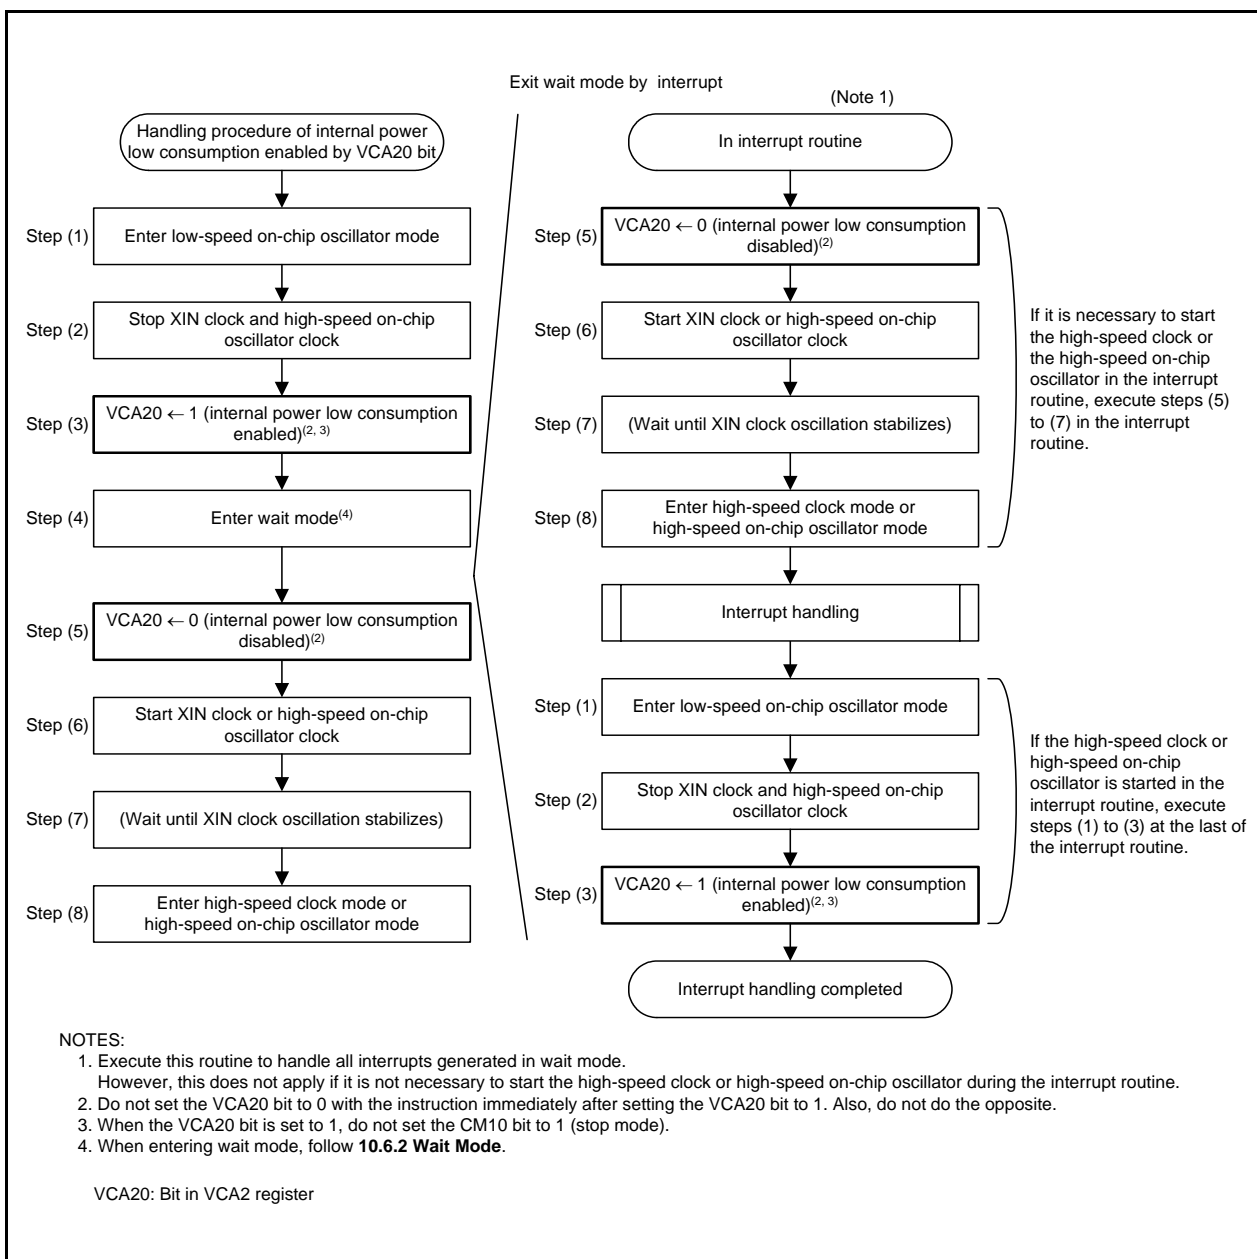 Exit wait mode by interrupt
(Note 1)
Handling procedure of internal power
low consumption enabled by VCA20 bit
Step (1)
Enter low-speed on-chip oscillator mode
Step (2)
Stop XIN clock and high-speed on-chip
oscillator clock
Step (3)
VCA20 ← 1 (internal power low consumption
enabled)(2, 3)
Step (4)
Enter wait mode(4)
Step (5)
VCA20 ← 0 (internal power low consumption
disabled)(2)
Step (6)
Start XIN clock or high-speed on-chip
oscillator clock
Step (7)
(Wait until XIN clock oscillation stabilizes)
Step (8)
Enter high-speed clock mode or
high-speed on-chip oscillator mode
In interrupt routine
Step (5)
VCA20 ← 0 (internal power low consumption
disabled)(2)
Step (6)
Start XIN clock or high-speed on-chip
oscillator clock
Step (7)
(Wait until XIN clock oscillation stabilizes)
Step (8)
Enter high-speed clock mode or
high-speed on-chip oscillator mode
If it is necessary to start
the high-speed clock or
the high-speed on-chip
oscillator in the interrupt
routine, execute steps (5)
to (7) in the interrupt
routine.
Interrupt handling
Step (1)
Enter low-speed on-chip oscillator mode
Step (2)
Stop XIN clock and high-speed on-chip
oscillator clock
Step (3)
VCA20 ← 1 (internal power low consumption
enabled)(2, 3)
If the high-speed clock or
high-speed on-chip
oscillator is started in the
interrupt routine, execute
steps (1) to (3) at the last of
the interrupt routine.
Interrupt handling completed
NOTES:
1. Execute this routine to handle all interrupts generated in wait mode.
However, this does not apply if it is not necessary to start the high-speed clock or high-speed on-chip oscillator during the interrupt routine.
2. Do not set the VCA20 bit to 0 with the instruction immediately after setting the VCA20 bit to 1. Also, do not do the opposite.
3. When the VCA20 bit is set to 1, do not set the CM10 bit to 1 (stop mode).
4. When entering wait mode, follow 10.6.2 Wait Mode.
VCA20: Bit in VCA2 register